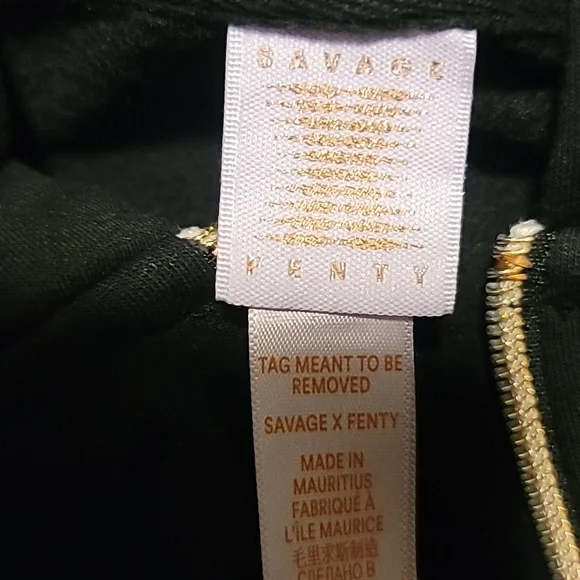 SAVAGE
FENTY
TAG MEANT TO BE
REMOVED
SAVAGE X FENTY
MADE IN
MAURITIUS
FABRIQUÉ À
L'ÎLE MAURICE
毛里求斯制造
СДЕЛАНО В